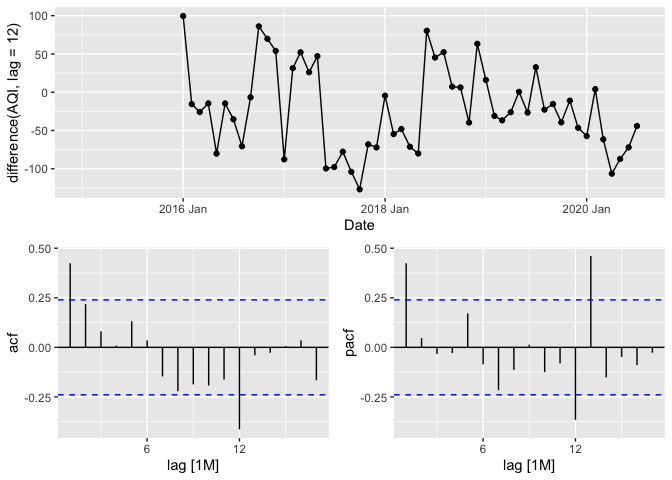 difference(AQI, lag = 12)
100
50
0
-50
-100
2016 Jan
2018 Jan
2020 Jan
Date
acf
0.50
0.25
0.00
-0.25
6
12
lag [1M]
pacf
0.50
0.25
0.00
-0.25
6
12
lag [1M]